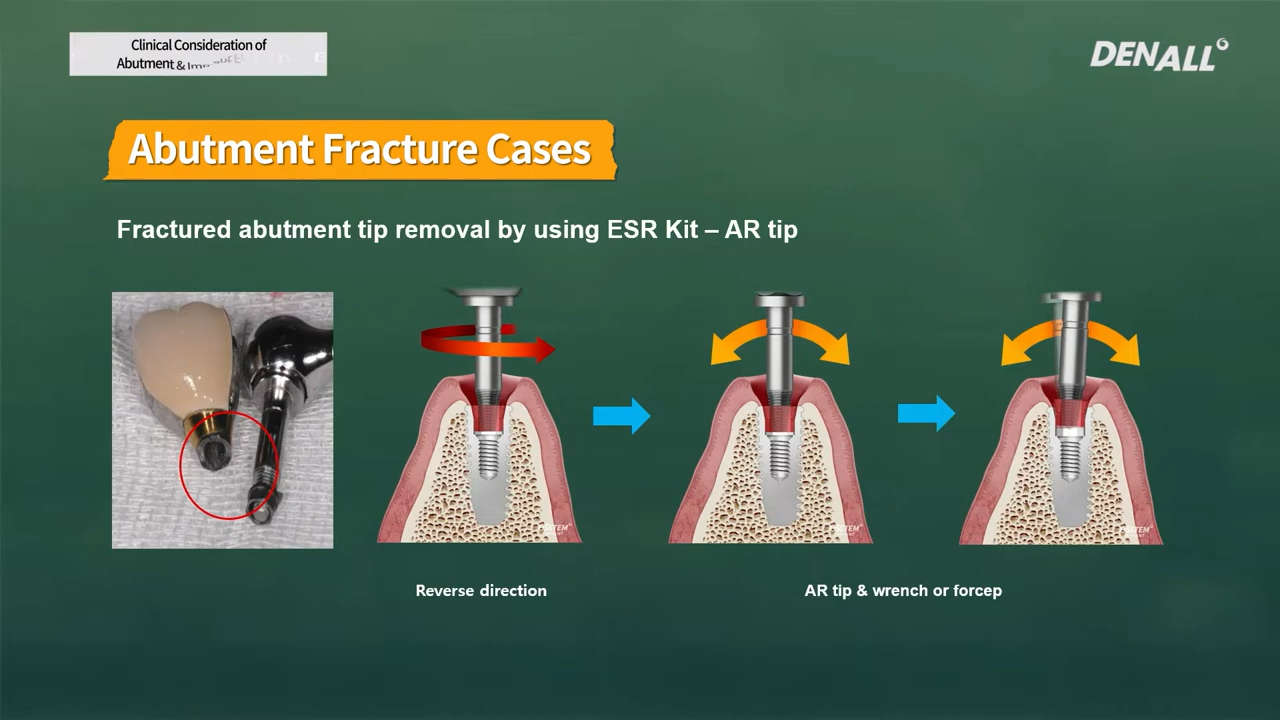 Clinical Consideration of
Abutment &
DENALL
Abutment Fracture Cases
Fractured abutment tip removal by using ESR Kit – AR tip
Reverse direction
AR tip & wrench or forcep